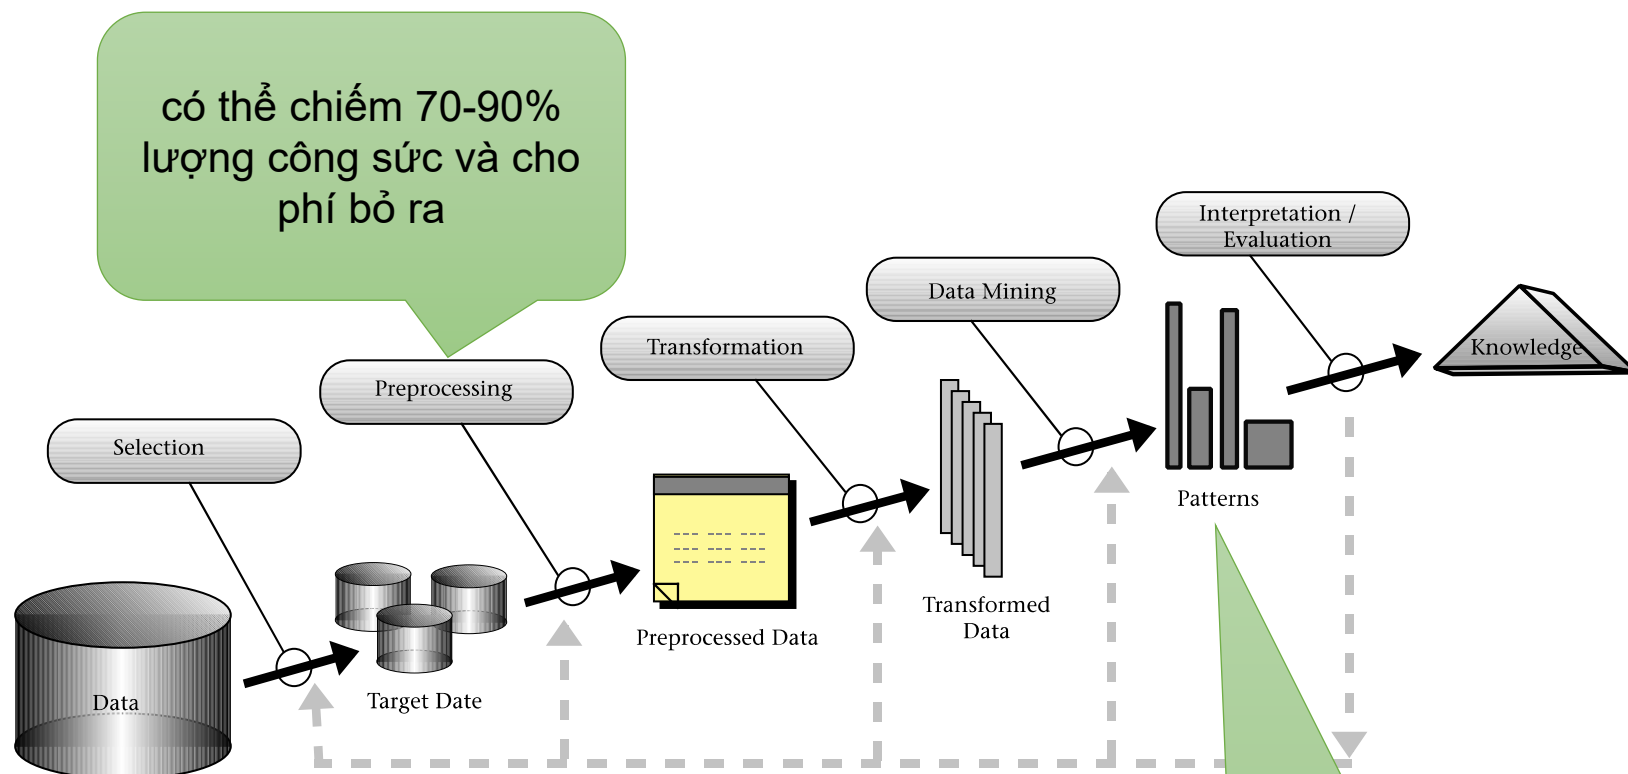 có thể chiếm 70-90%
lượng công sức và cho
phí bỏ ra
Interpretation /
Evaluation
Data Mining
Transformation
Preprocessing
Selection
Knowledge
Patterns
Transformed
Data
Preprocessed Data
Target Date
Data